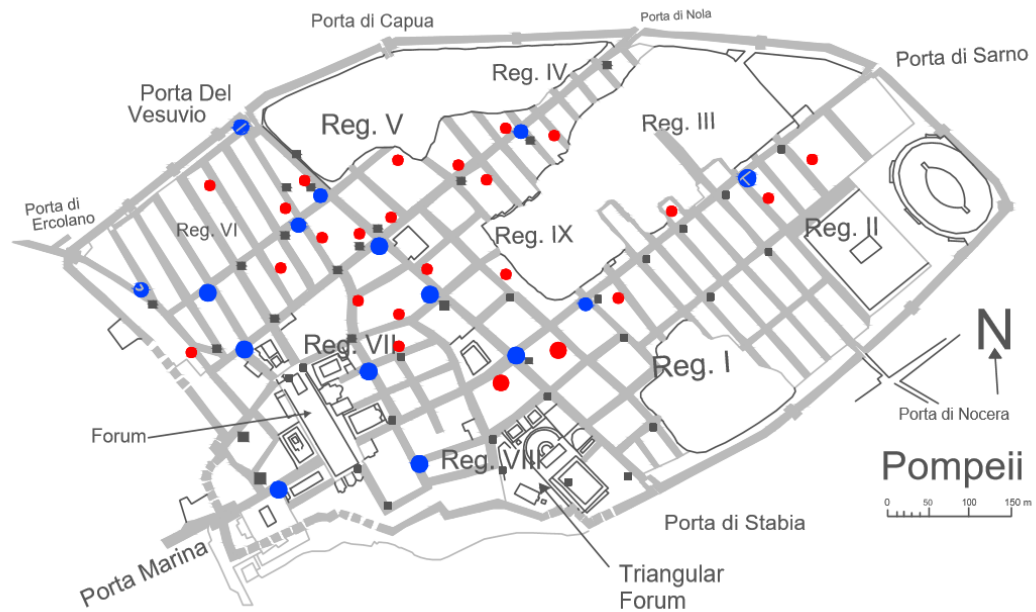 Porta di Capua
Porta di Nola
Porta di Sarno
Reg. IV
Porta Del
Vesuvio
Reg. V
Reg. III
Porta di
Ercolano
Reg. VI
Reg. IX
Reg. II
N
Reg. VII
Reg. I
Porta di Nocera
Forum
Reg. VIII
Pompeii
0 50 100 150 m
Porta di Stabia
Porta Marina
Triangular
Forum